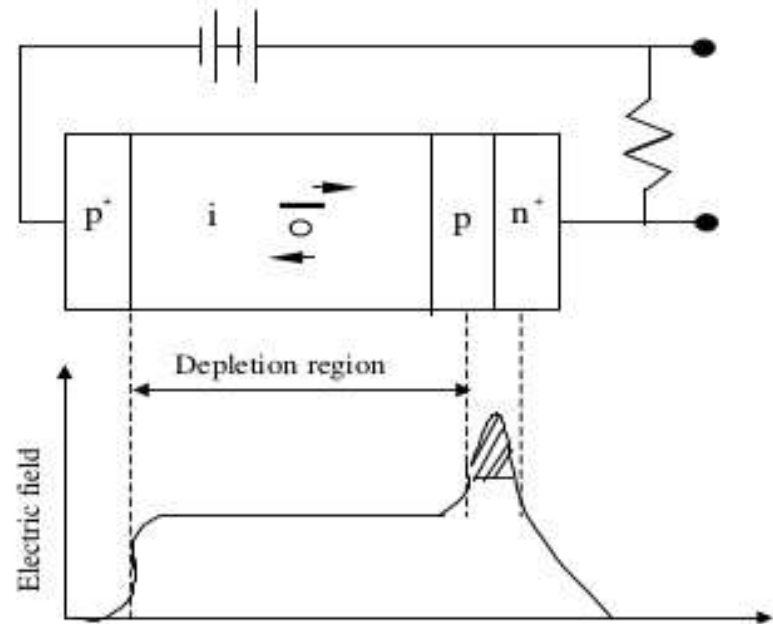 p⁺
i
p
n⁺
Depletion region
Electric field